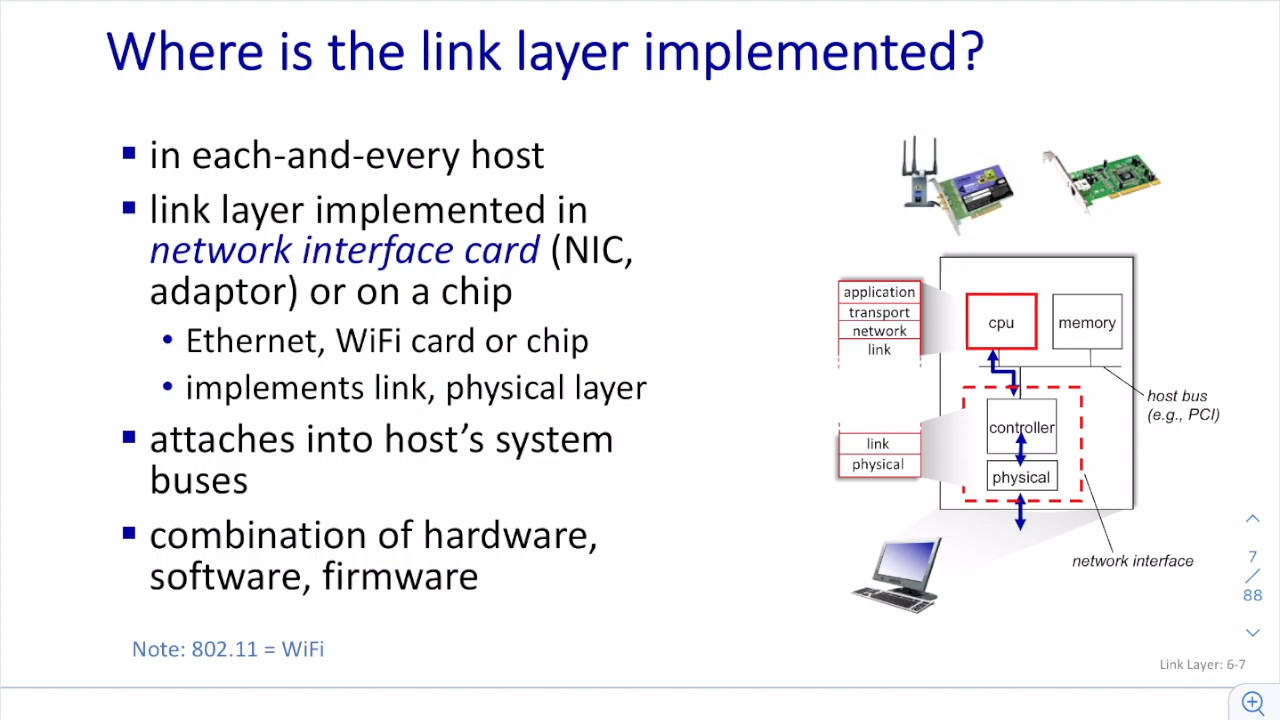 Where is the link layer implemented?
in each-and-every host
link layer implemented in
network interface card (NIC,
adaptor) or on a chip
Ethernet, WiFi card or chip
implements link, physical layer
attaches into host’s system
buses
combination of hardware,
software, firmware
Note: 802.11 = WiFi
application
transport
network
link
cpu
memory
host bus
(e.g., PCI)
controller
link
physical
physical
network interface
7
/
88
Link Layer: 6-7